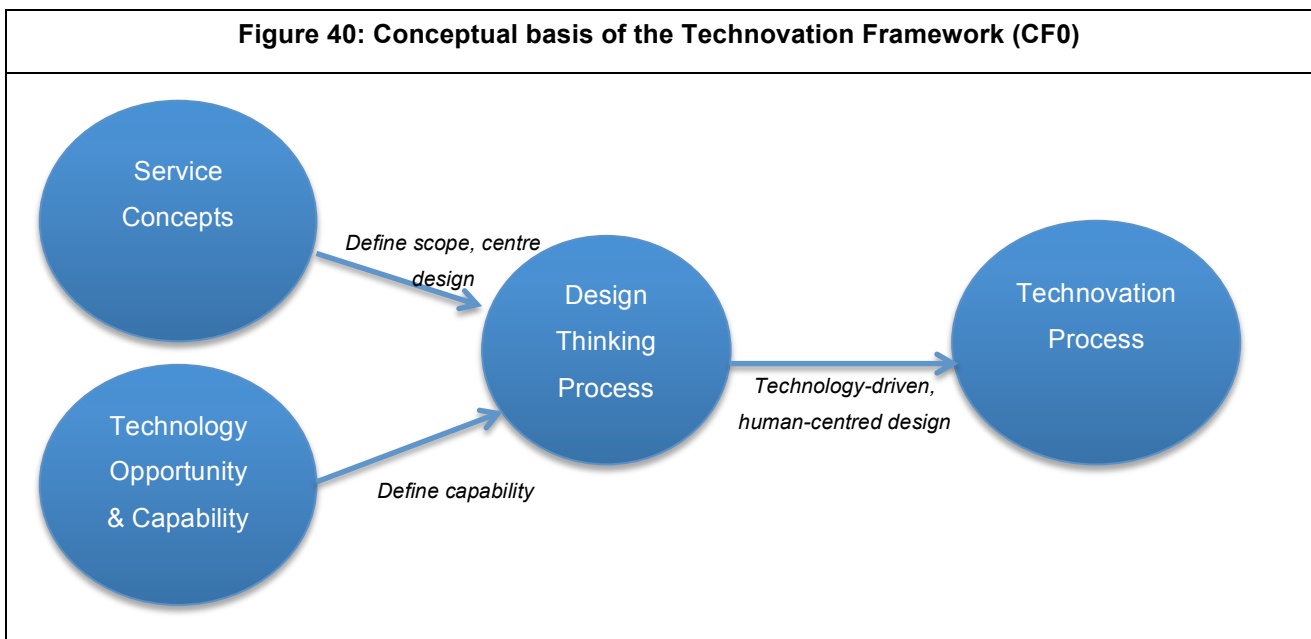 Figure 40: Conceptual basis of the Technovation Framework (CF0)
Service
Concepts
Define scope, centre
design
Design
Thinking
Process
Technovation
Process
Technology
Opportunity
& Capability
Define capability
Technology-driven,
human-centred design